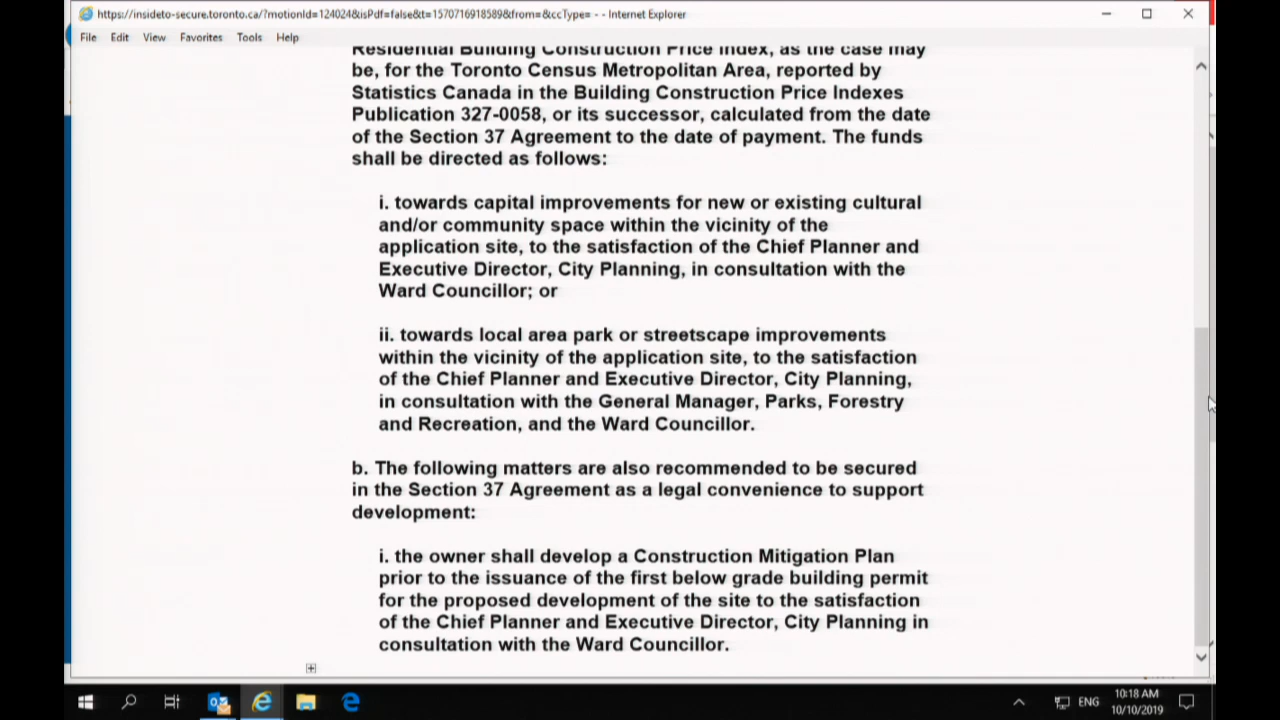 https://insideto-secure.toronto.ca/?motionId=124024&isPdf=false&t=1570716918589&from=&ccType= - - Internet Explorer
File Edit View Favorites Tools Help
Residential Building Construction Price Index, as the case may
be, for the Toronto Census Metropolitan Area, reported by
Statistics Canada in the Building Construction Price Indexes
Publication 327-0058, or its successor, calculated from the date
of the Section 37 Agreement to the date of payment. The funds
shall be directed as follows:
i. towards capital improvements for new or existing cultural
and/or community space within the vicinity of the
application site, to the satisfaction of the Chief Planner and
Executive Director, City Planning, in consultation with the
Ward Councillor; or
ii. towards local area park or streetscape improvements
within the vicinity of the application site, to the satisfaction
of the Chief Planner and Executive Director, City Planning,
in consultation with the General Manager, Parks, Forestry
and Recreation, and the Ward Councillor.
b. The following matters are also recommended to be secured
in the Section 37 Agreement as a legal convenience to support
development:
i. the owner shall develop a Construction Mitigation Plan
prior to the issuance of the first below grade building permit
for the proposed development of the site to the satisfaction
of the Chief Planner and Executive Director, City Planning in
consultation with the Ward Councillor.
ENG
10:18 AM
10/10/2019